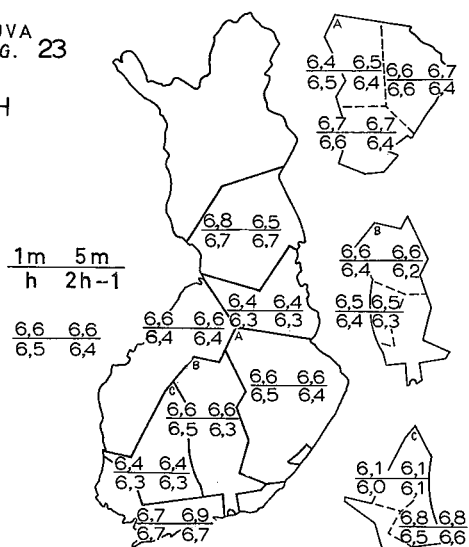 UVA
G. 23
H
1m 5m
h 2h-1
6,6 6,6
6,5 6,4
6,8 6,5
6,7 6,7
6,4 6,4
6,3 6,3
6,6 6,6
6,4 6,4
A
B
C
6,6 6,6
6,5 6,4
6,6 6,6
6,5 6,3
6,4 6,4
6,3 6,3
6,7 6,9
6,7 6,7
A
6,4 6,5
6,5 6,4
6,6 6,7
6,6 6,4
6,7 6,7
6,6 6,4
B
6,6 6,6
6,4 6,2
6,5 6,5
6,4 6,3
C
6,1 6,1
6,0 6,1
6,8 6,8
6,5 6,6